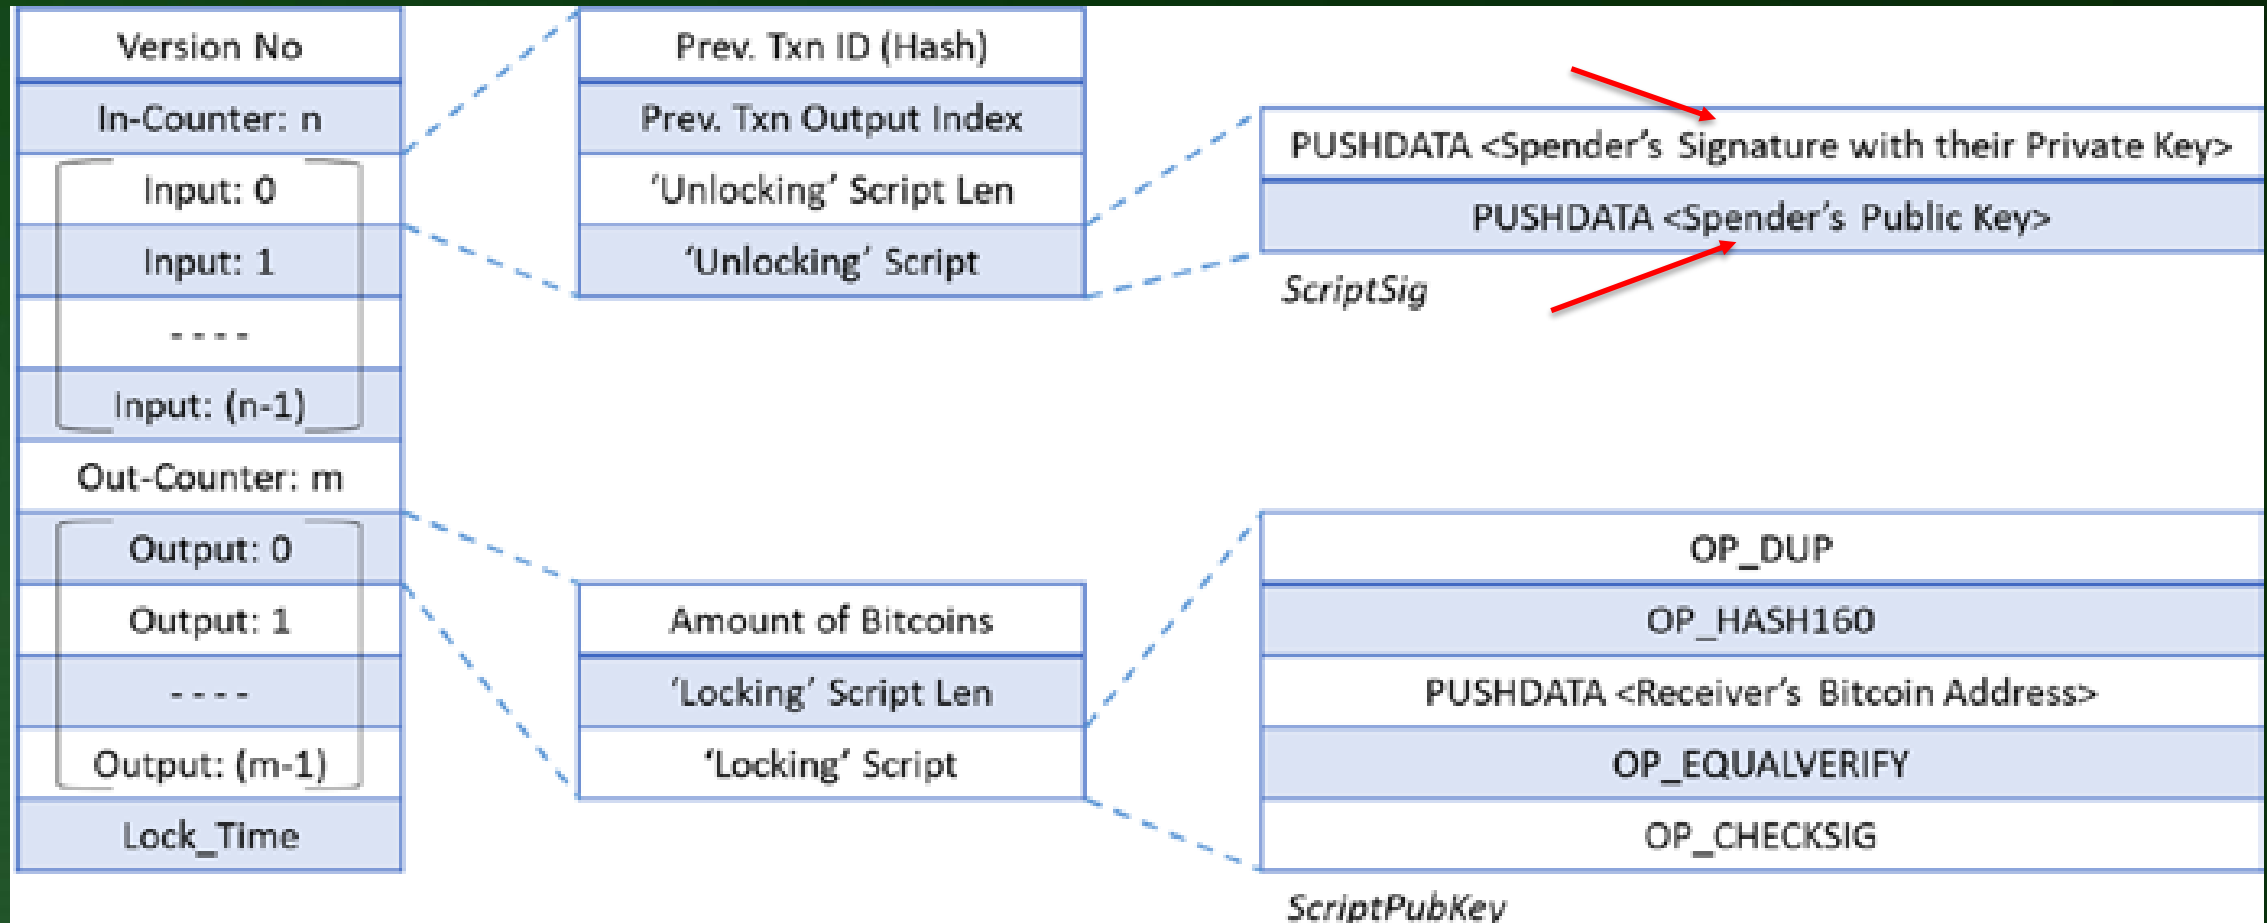 Version No
In-Counter: n
Input: 0
Input: 1
----
Input: (n-1)
Out-Counter: m
Output: 0
Output: 1
----
Output: (m-1)
Lock_Time
Prev. Txn ID (Hash)
Prev. Txn Output Index
‘Unlocking’ Script Len
‘Unlocking’ Script
Amount of Bitcoins
‘Locking’ Script Len
‘Locking’ Script
PUSHDATA <Spender’s Signature with their Private Key>
PUSHDATA <Spender’s Public Key>
ScriptSig
OP_DUP
OP_HASH160
PUSHDATA <Receiver’s Bitcoin Address>
OP_EQUALVERIFY
OP_CHECKSIG
ScriptPubKey